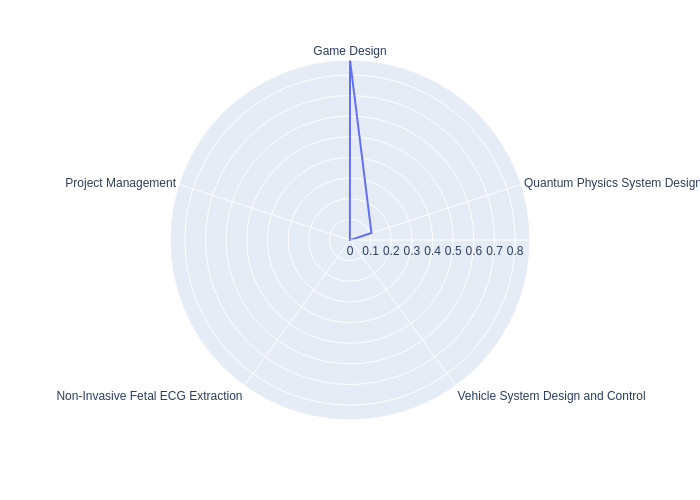 Game Design
Project Management
Quantum Physics System Design
0 0.1 0.2 0.3 0.4 0.5 0.6 0.7 0.8
Non-Invasive Fetal ECG Extraction
Vehicle System Design and Control